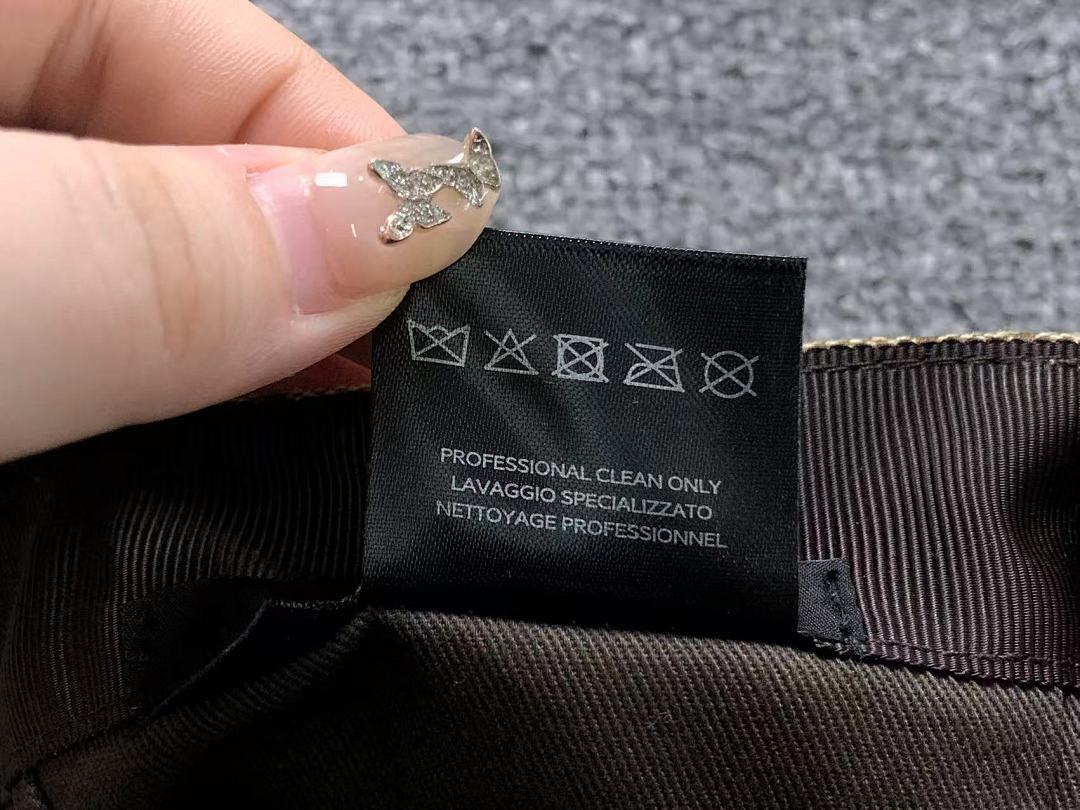 PROFESSIONAL CLEAN ONLY
LAVAGGIO SPECIALIZZATO
NETTOYAGE PROFESSIONNEL